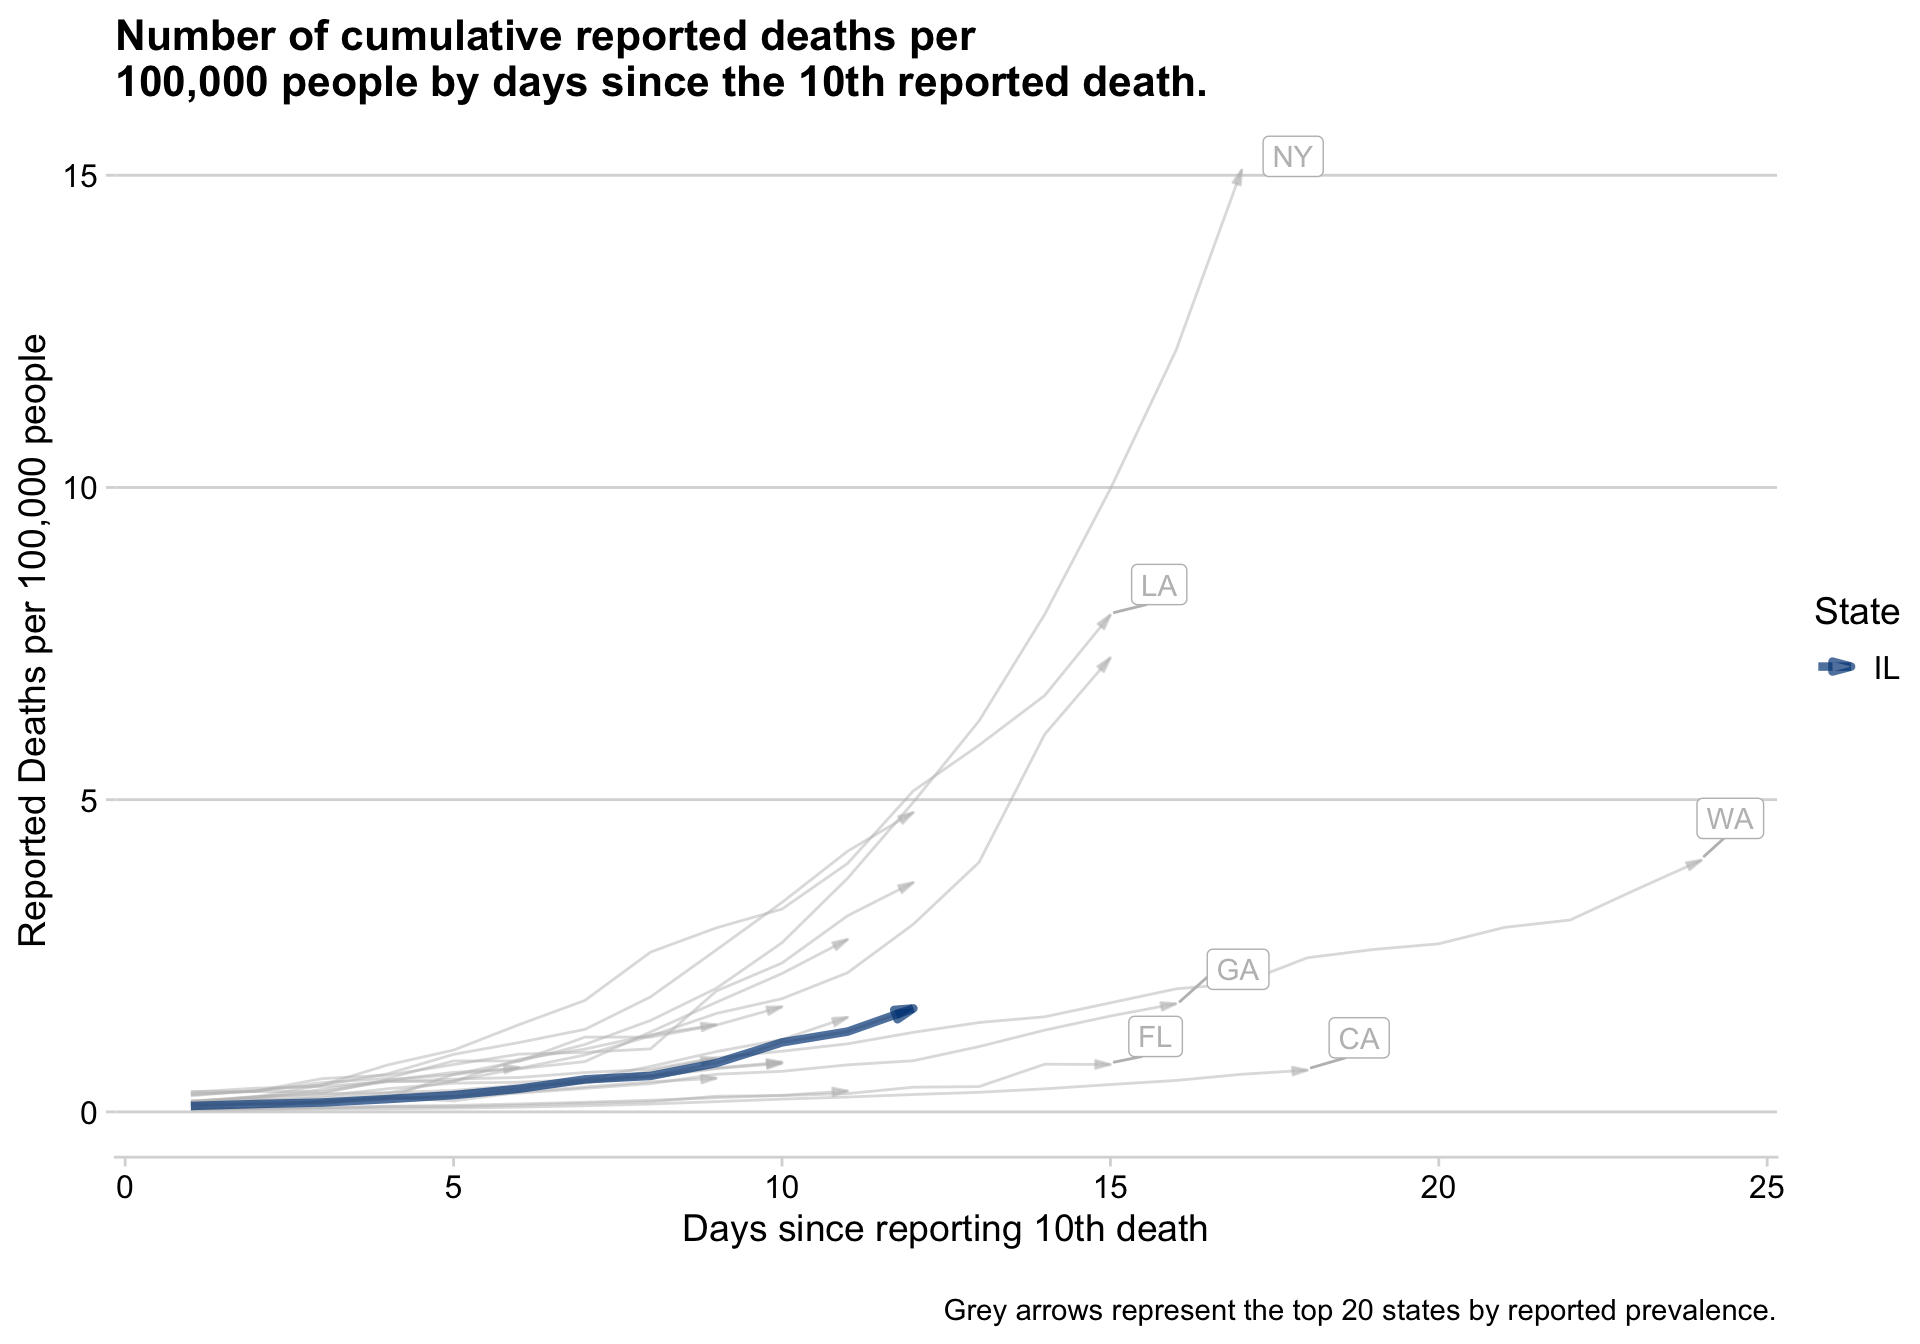 Number of cumulative reported deaths per
100,000 people by days since the 10th reported death.
Reported Deaths per 100,000 people
15
10
5
0
NY
LA
WA
GA
FL
CA
State
IL
0 5 10 15 20 25
Days since reporting 10th death
Grey arrows represent the top 20 states by reported prevalence.